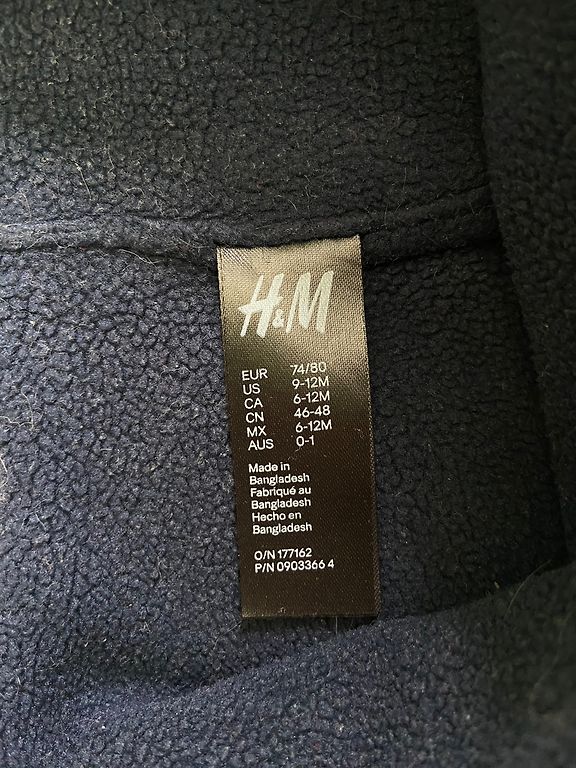 H&M
EUR 74/80
US 9-12M
CA 6-12M
CN 46-48
MX 6-12M
AUS 0-1
Made in
Bangladesh
Fabriqué au
Bangladesh
Hecho en
Bangladesh
O/N 177162
P/N 0903366 4